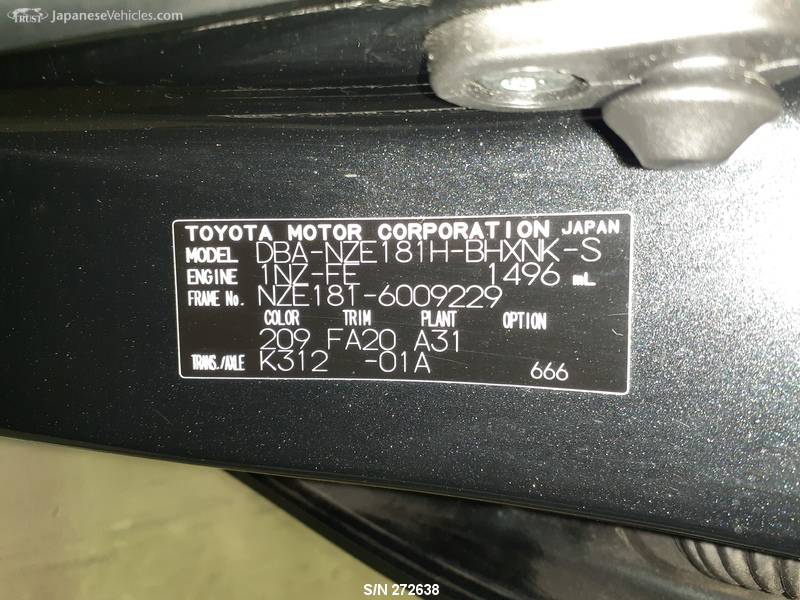 TRUST JapaneseVehicles.com
TOYOTA MOTOR CORPORATION JAPAN
MODEL DBA-NZE181H-BHXNK-S
ENGINE 1NZ-FE 1496 mL
FRAME No. NZE181-6009229
COLOR TRIM PLANT OPTION
209 FA20 A31
TRANS./AXLE K312 -01A 666
S/N 272638